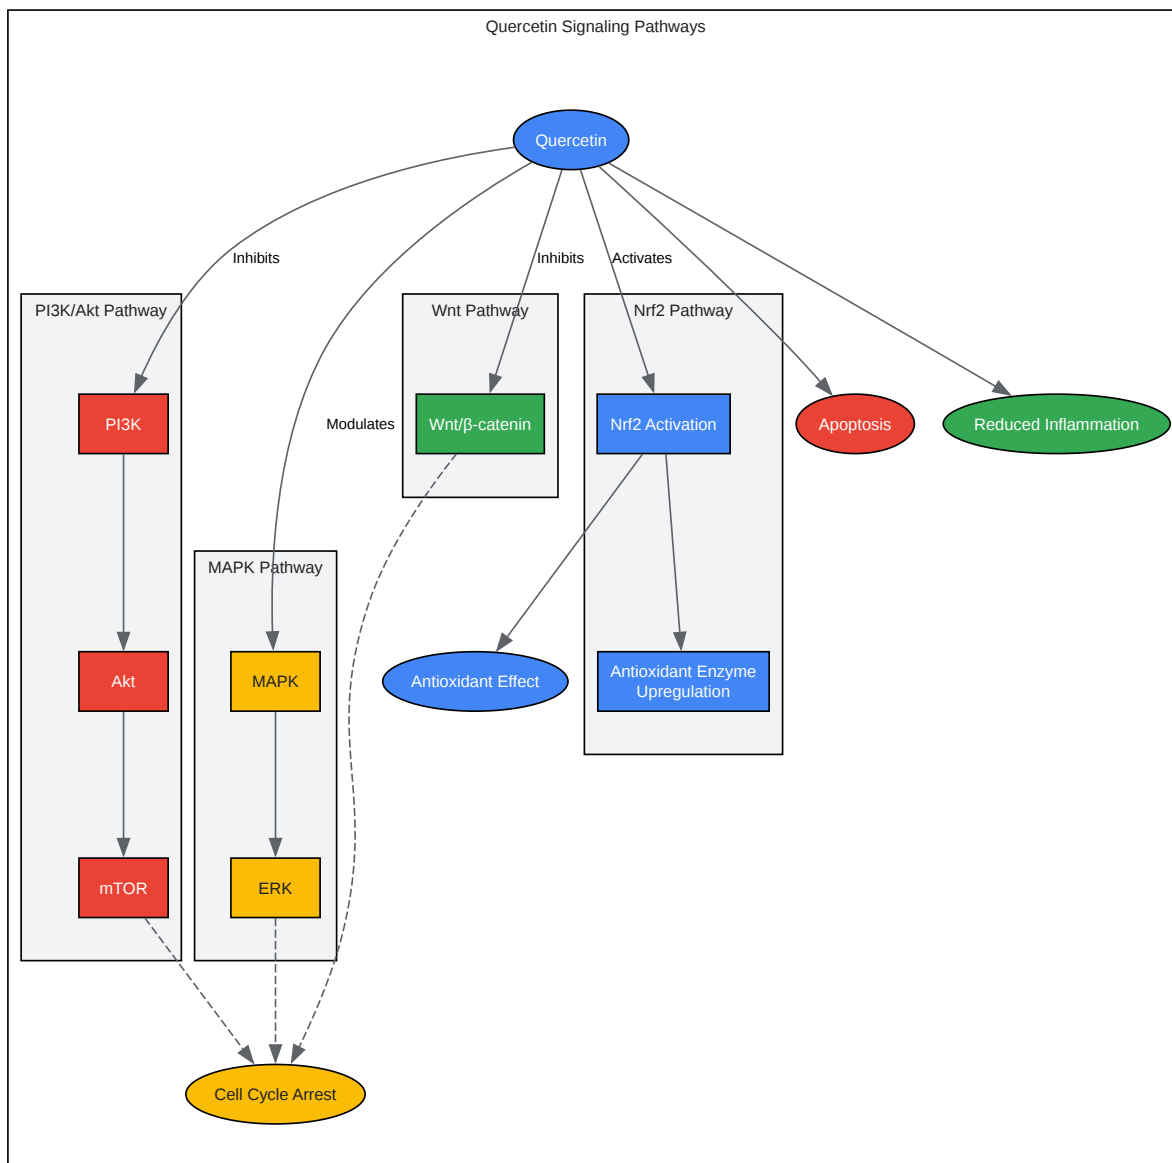 Quercetin Signaling Pathways
Quercetin
Inhibits
Inhibits
Activates
PI3K/Akt Pathway
Wnt Pathway
Nrf2 Pathway
PI3K
Modulates
Wnt/β-catenin
Nrf2 Activation
Apoptosis
Reduced Inflammation
MAPK Pathway
Akt
MAPK
Antioxidant Effect
Antioxidant Enzyme
Upregulation
mTOR
ERK
Cell Cycle Arrest